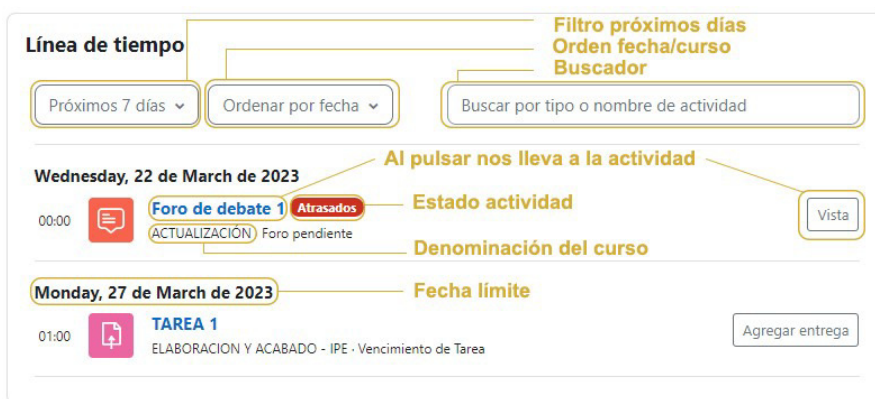 Filtro próximos días
Línea de tiempo
Orden fecha/curso
Buscador
Próximos 7 días
Ordenar por fecha
Buscar por tipo o nombre de actividad
Al pulsar nos lleva a la actividad
Wednesday, 22 de March de 2023
00:00
Foro de debate 1 Atrasados
Estado actividad
Vista
ACTUALIZACIÓN Foro pendiente
Denominación del curso
Monday, 27 de March de 2023
Fecha límite
01:00
TAREA 1
Agregar entrega
ELABORACION Y ACABADO - IPE · Vencimiento de Tarea